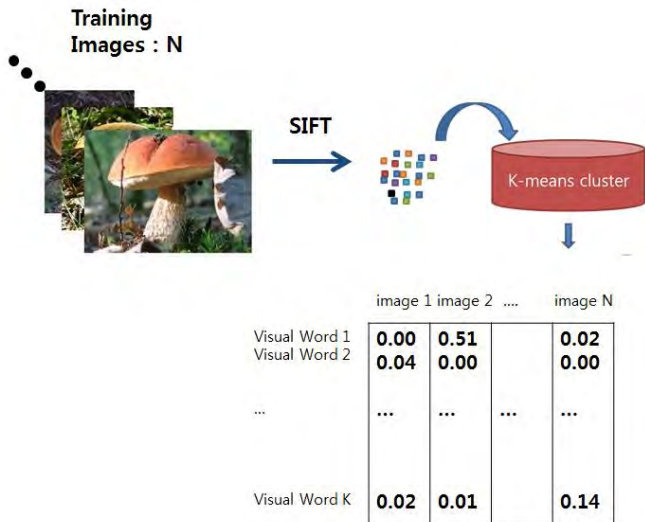 Training
Images : N
SIFT
K-means cluster
image 1 image 2 .... image N
Visual Word 1 0.00 0.51 0.02
Visual Word 2 0.04 0.00 0.00
... ... ... ... ...
Visual Word K 0.02 0.01 0.14